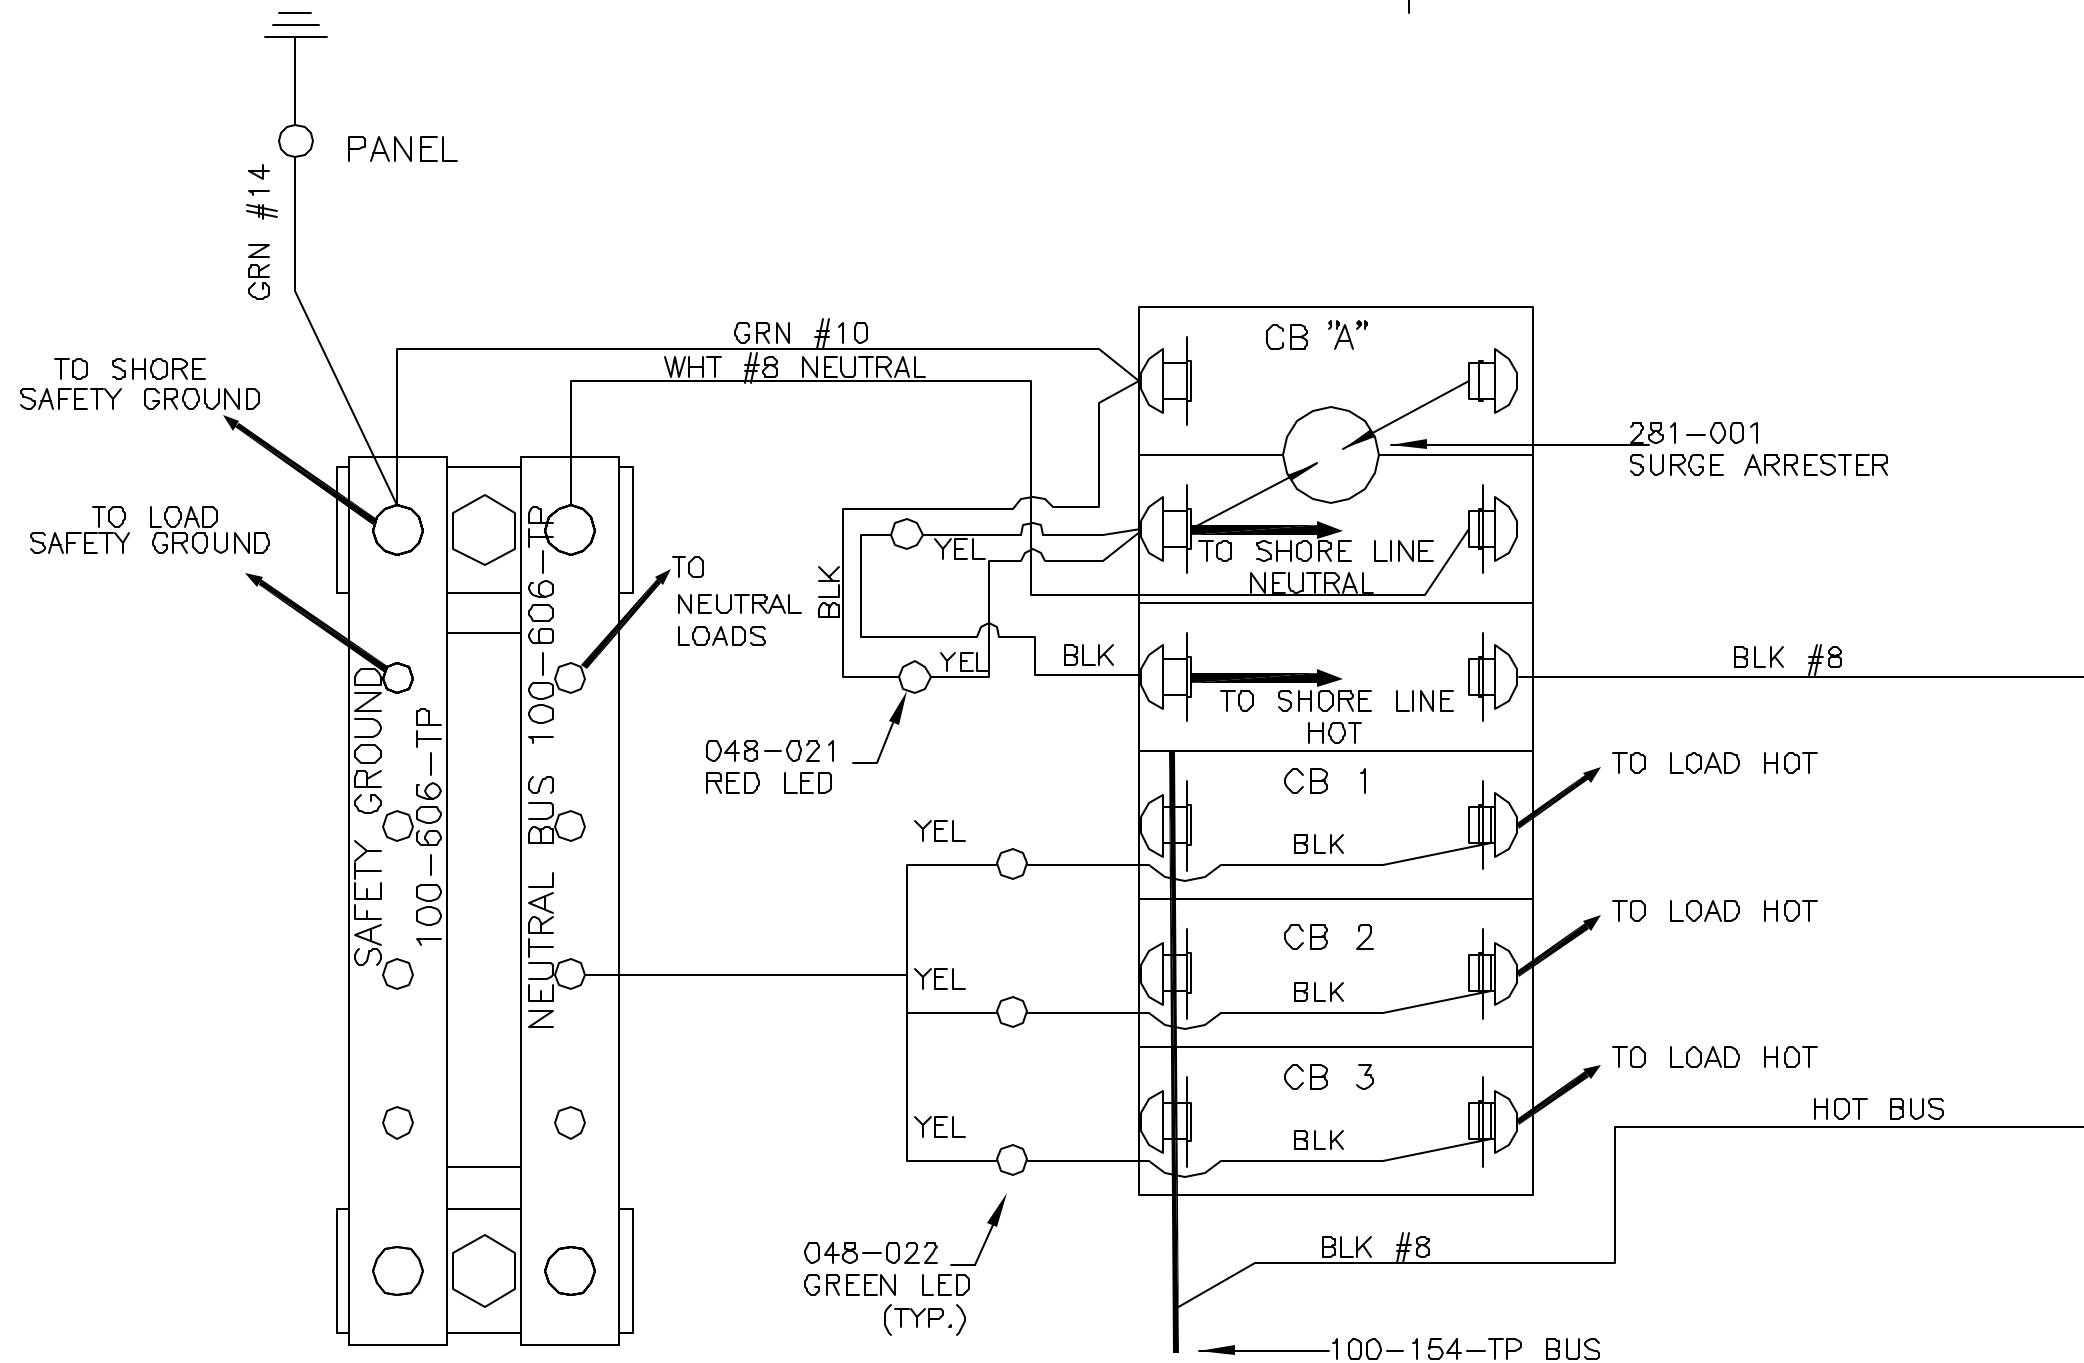 PANEL
GRN #14
GRN #10
WHT #8 NEUTRAL
CB "A"
TO SHORE
SAFETY GROUND
281-001
SURGE ARRESTER
TO LOAD
SAFETY GROUND
YEL
TO SHORE LINE
NEUTRAL
TO
NEUTRAL
LOADS
BLK
YEL
BLK
BLK #8
TO SHORE LINE
HOT
048-021
RED LED
SAFETY GROUND
100-606-TP
NEUTRAL BUS 100-606-TP
CB 1
TO LOAD HOT
YEL
BLK
CB 2
TO LOAD HOT
YEL
BLK
CB 3
TO LOAD HOT
YEL
BLK
HOT BUS
048-022
GREEN LED
(TYP.)
BLK #8
100-154-TP BUS